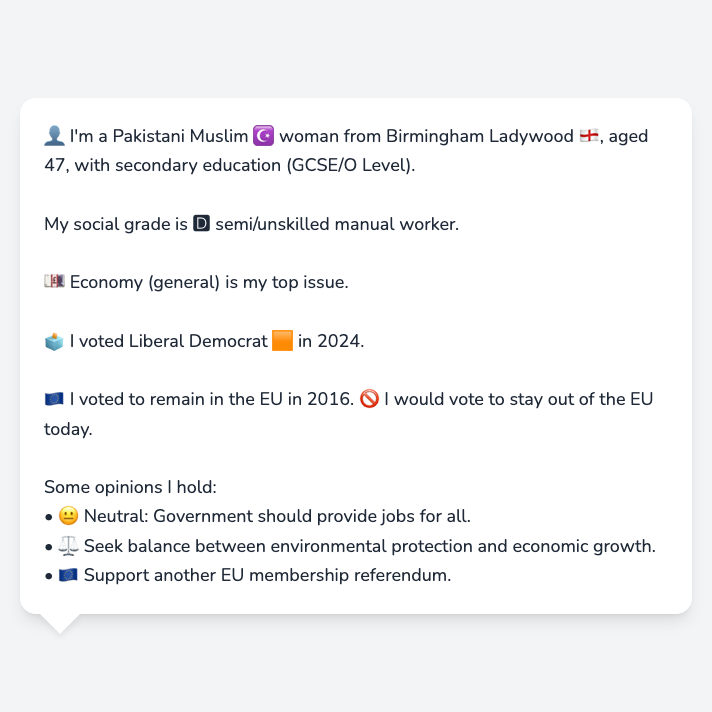 👤 I'm a Pakistani Muslim ☪️ woman from Birmingham Ladywood 🏴󠁧󠁢󠁥󠁮󠁧󠁿, aged
47, with secondary education (GCSE/O Level).
My social grade is 🅳 semi/unskilled manual worker.
💷 Economy (general) is my top issue.
🗳️ I voted Liberal Democrat 🟧 in 2024.
🇪🇺 I voted to remain in the EU in 2016. 🚫 I would vote to stay out of the EU
today.
Some opinions I hold:
• 😐 Neutral: Government should provide jobs for all.
• ⚖️ Seek balance between environmental protection and economic growth.
• 🇪🇺 Support another EU membership referendum.